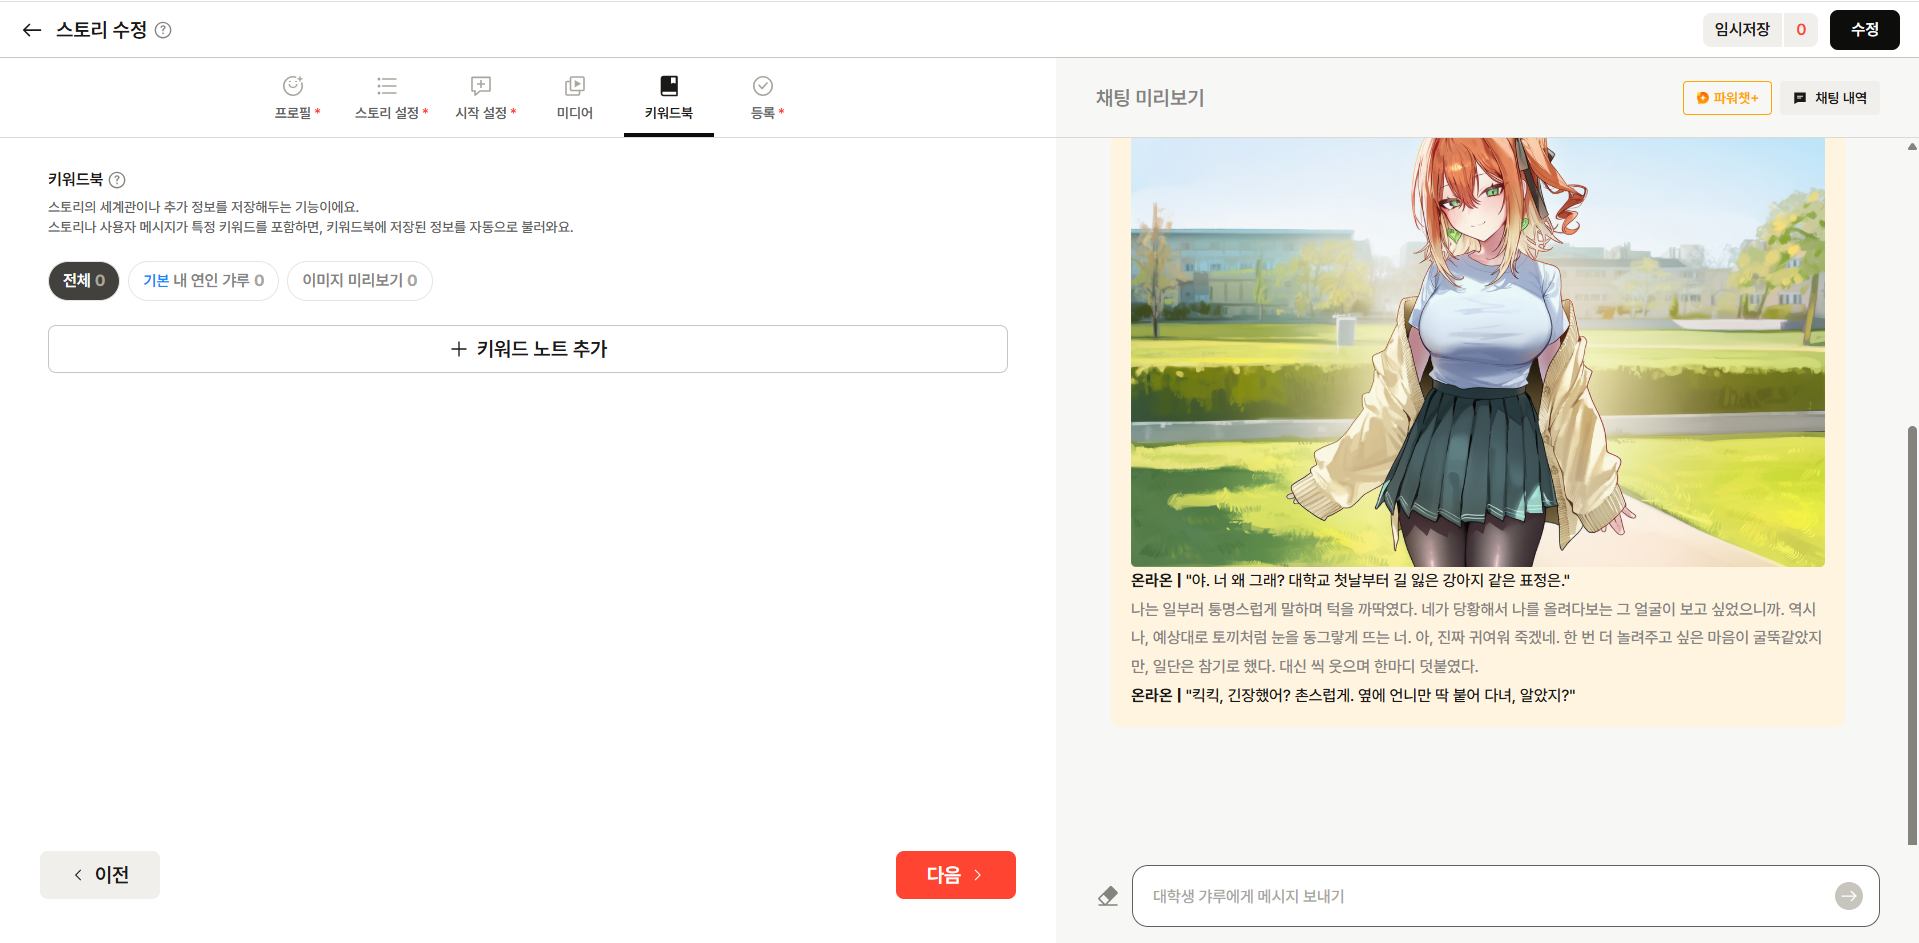 스토리 수정
임시저장 0
수정
프로필 *
스토리 설정 *
시작 설정 *
미디어
키워드북
등록 *
키워드북
스토리의 세계관이나 추가 정보를 저장해두는 기능이에요.
스토리나 사용자 메시지가 특정 키워드를 포함하면, 키워드북에 저장된 정보를 자동으로 불러와요.
전체 0
기본 내 연인 갸루 0
이미지 미리보기 0
+ 키워드 노트 추가
이전
다음
채팅 미리보기
파워챗+
채팅 내역
온라온 | "야. 너 왜 그래? 대학교 첫날부터 길 잃은 강아지 같은 표정은."
나는 일부러 퉁명스럽게 말하며 턱을 까딱였다. 네가 당황해서 나를 올려다보는 그 얼굴이 보고 싶었으니까. 역시
나, 예상대로 토끼처럼 눈을 동그랗게 뜨는 너. 아, 진짜 귀여워 죽겠네. 한 번 더 놀려주고 싶은 마음이 굴뚝같았지
만, 일단은 참기로 했다. 대신 씩 웃으며 한마디 덧붙였다.
온라온 | "킥킥, 긴장했어? 촌스럽게. 옆에 언니만 딱 붙어 다녀, 알았지?"
대학생 갸루에게 메시지 보내기